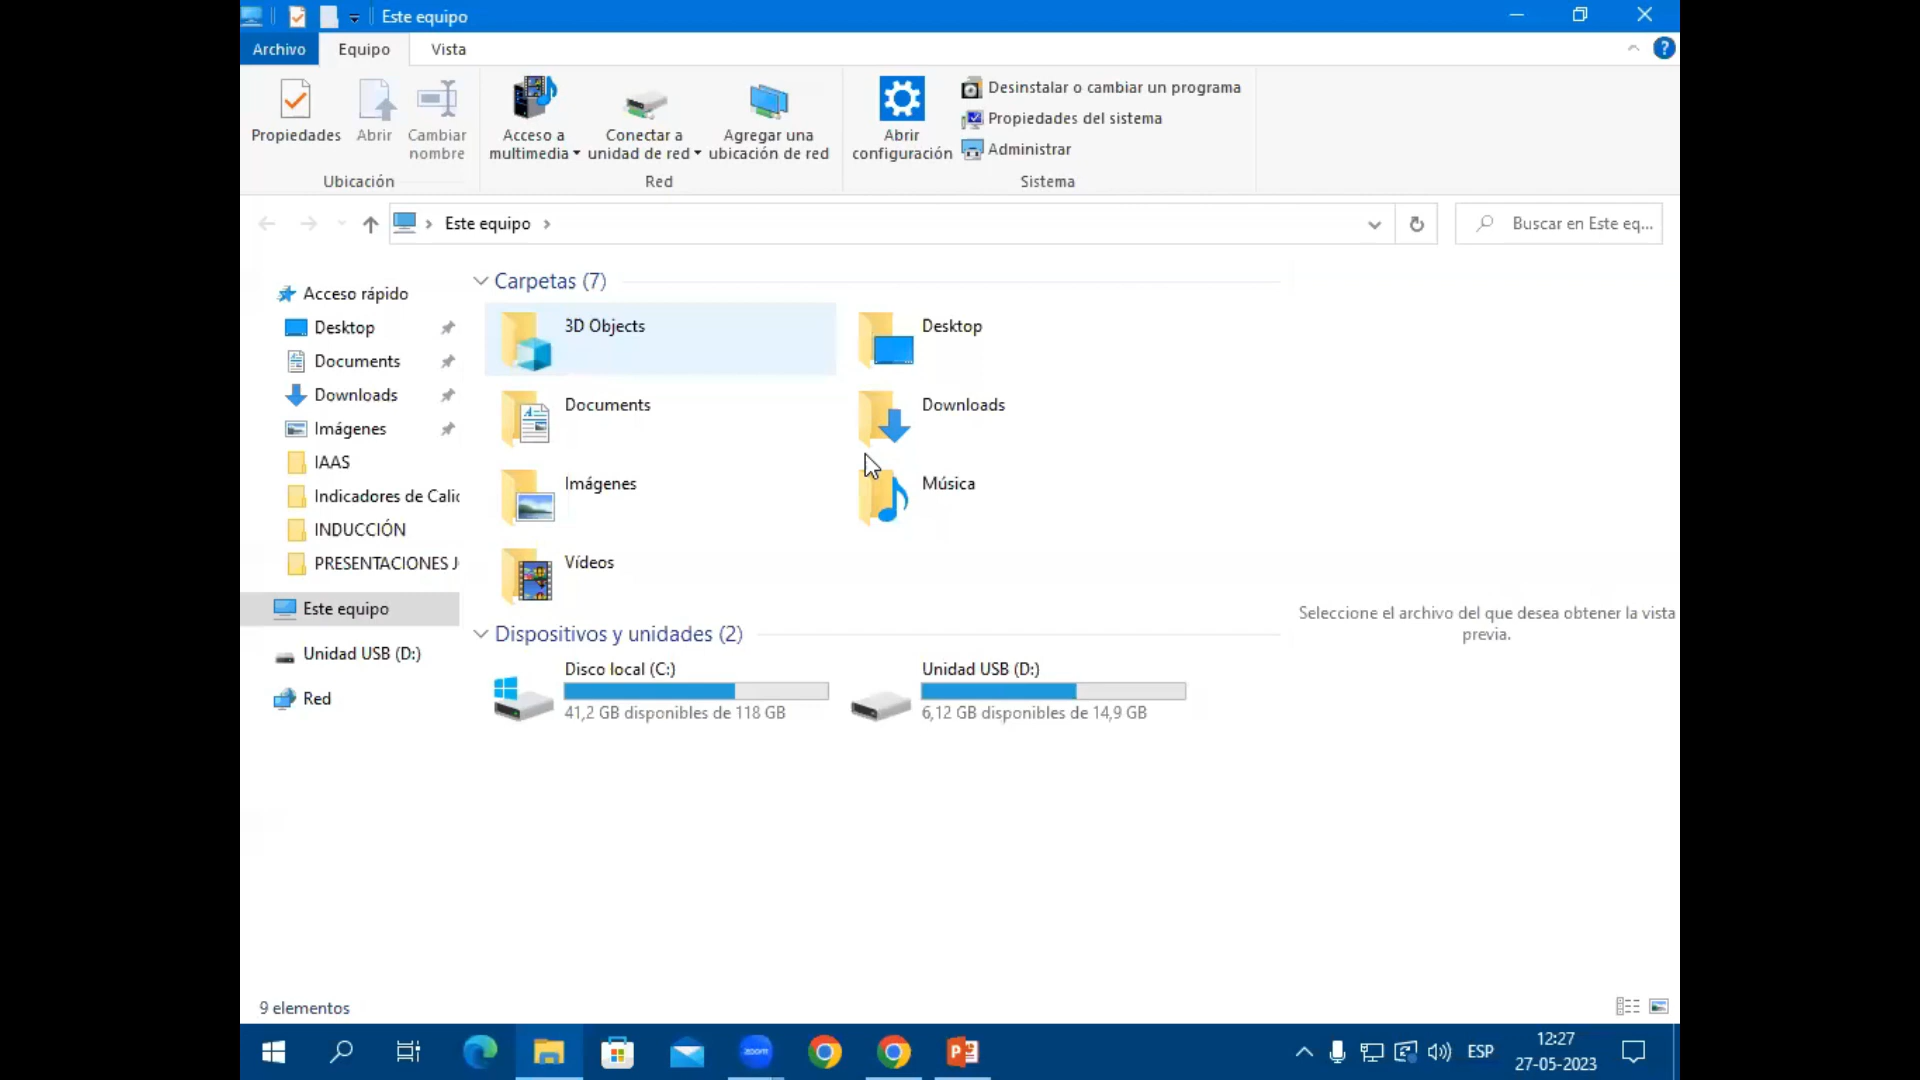 Este equipo
Archivo
Equipo
Vista
?
Propiedades
Abrir
Cambiar
nombre
Ubicación
Acceso a
multimedia
Conectar a
unidad de red
Agregar una
ubicación de red
Red
Abrir
configuración
Desinstalar o cambiar un programa
Propiedades del sistema
Administrar
Sistema
Este equipo
Buscar en Este eq...
Acceso rápido
Desktop
Documents
Downloads
Imágenes
IAAS
Indicadores de Calic
INDUCCIÓN
PRESENTACIONES J
Este equipo
Unidad USB (D:)
Red
Carpetas (7)
3D Objects
Desktop
Documents
Downloads
Imágenes
Música
Vídeos
Dispositivos y unidades (2)
Disco local (C:)
41,2 GB disponibles de 118 GB
Unidad USB (D:)
6,12 GB disponibles de 14,9 GB
Seleccione el archivo del que desea obtener la vista
previa.
9 elementos
zoom
ESP
12:27
27-05-2023